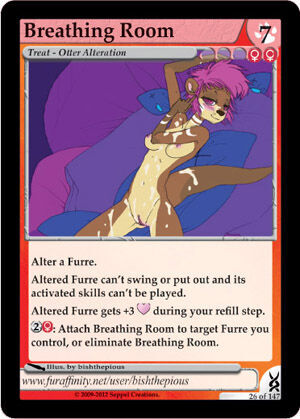 Breathing Room
7
Treat - Otter Alteration
Alter a Furre.
Altered Furre can't swing or put out and its
activated skills can't be played.
Altered Furre gets +3 during your refill step.
2 : Attach Breathing Room to target Furre you
control, or eliminate Breathing Room.
Illus. by bishthepious
www.furaffinity.net/user/bishthepious
26 of 147
© 2009-2012 Seppel Creations.